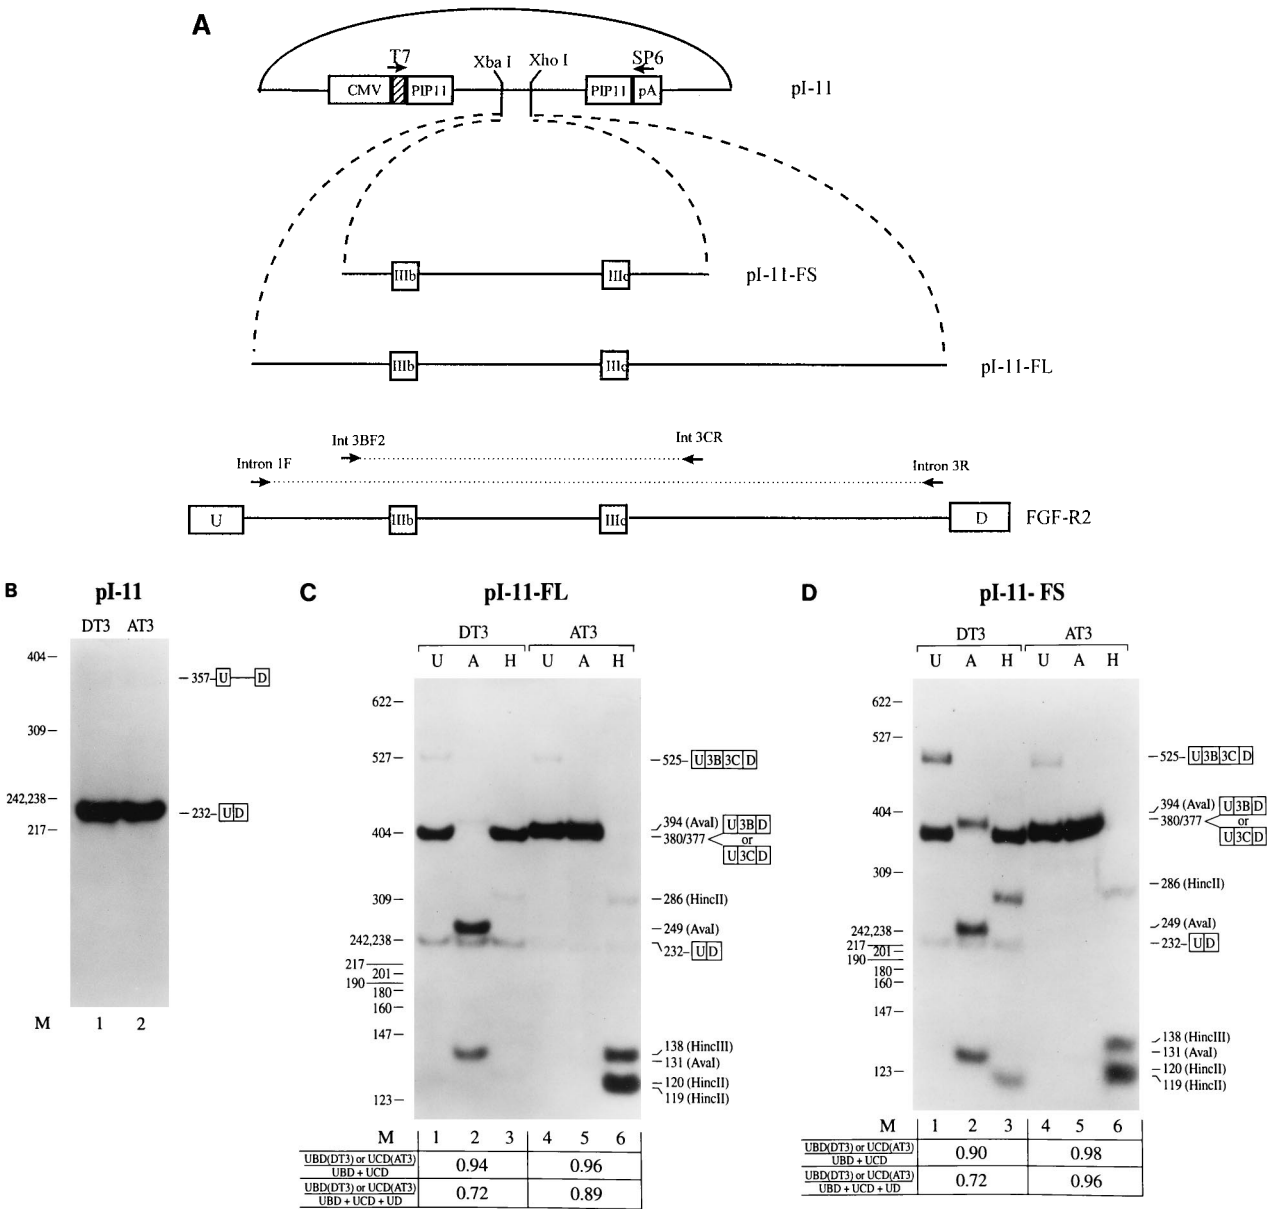 A
T7
Xba I
Xho I
SP6
CMV
PIP11
PIP11
pA
pI-11
IIIb
IIIc
pI-11-FS
IIIb
IIIc
pI-11-FL
Int 3BF2
Int 3CR
Intron 1F
Intron 3R
U
IIIb
IIIc
D
FGF-R2
B
pI-11
DT3 AT3
404
309
242,238
217
357 U D
232 U D
M 1 2
C
pI-11-FL
DT3 AT3
U A H U A H
622
527
404
309
242,238
217
201
190
180
160
147
123
525 U 3B 3C D
394 (AvaI) U 3B D
380/377 or
U 3C D
286 (HincII)
249 (AvaI)
232 U D
138 (HincIII)
131 (AvaI)
120 (HincII)
119 (HincII)
M 1 2 3 4 5 6
UBD(DT3) or UCD(AT3)
UBD + UCD
0.94 0.96
UBD(DT3) or UCD(AT3)
UBD + UCD + UD
0.72 0.89
D
pI-11- FS
DT3 AT3
U A H U A H
622
527
404
309
242,238
217
201
190
180
160
147
123
525 U 3B 3C D
394 (AvaI) U 3B D
380/377 or
U 3C D
286 (HincII)
249 (AvaI)
232 U D
138 (HincIII)
131 (AvaI)
120 (HincII)
119 (HincII)
M 1 2 3 4 5 6
UBD(DT3) or UCD(AT3)
UBD + UCD
0.90 0.98
UBD(DT3) or UCD(AT3)
UBD + UCD + UD
0.72 0.96